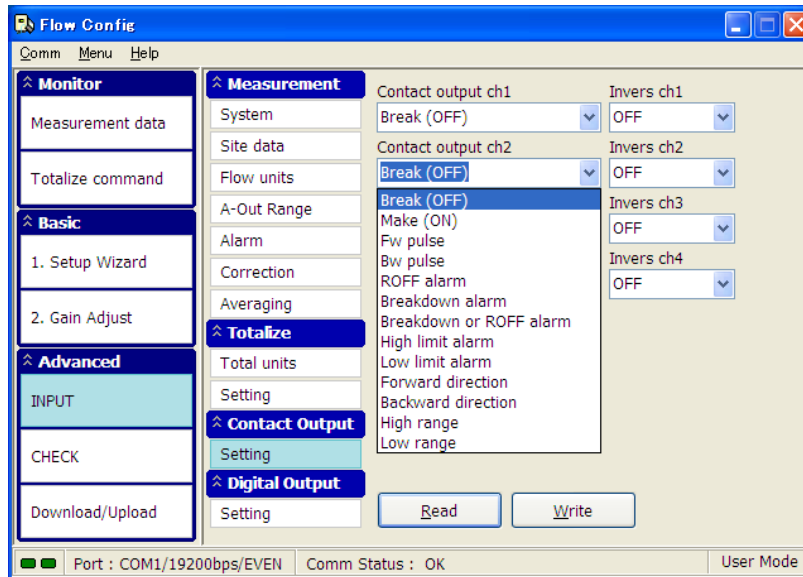 Flow Config
Comm Menu Help
Monitor
Measurement data
Totalize command
Basic
1. Setup Wizard
2. Gain Adjust
Advanced
INPUT
CHECK
Download/Upload
Measurement
System
Site data
Flow units
A-Out Range
Alarm
Correction
Averaging
Totalize
Total units
Setting
Contact Output
Setting
Digital Output
Setting
Contact output ch1
Break (OFF)
Contact output ch2
Break (OFF)
Break (OFF)
Make (ON)
Fw pulse
Bw pulse
ROFF alarm
Breakdown alarm
Breakdown or ROFF alarm
High limit alarm
Low limit alarm
Forward direction
Backward direction
High range
Low range
Invers ch1
OFF
Invers ch2
OFF
Invers ch3
OFF
Invers ch4
OFF
Read Write
Port : COM1/19200bps/EVEN Comm Status : OK User Mode